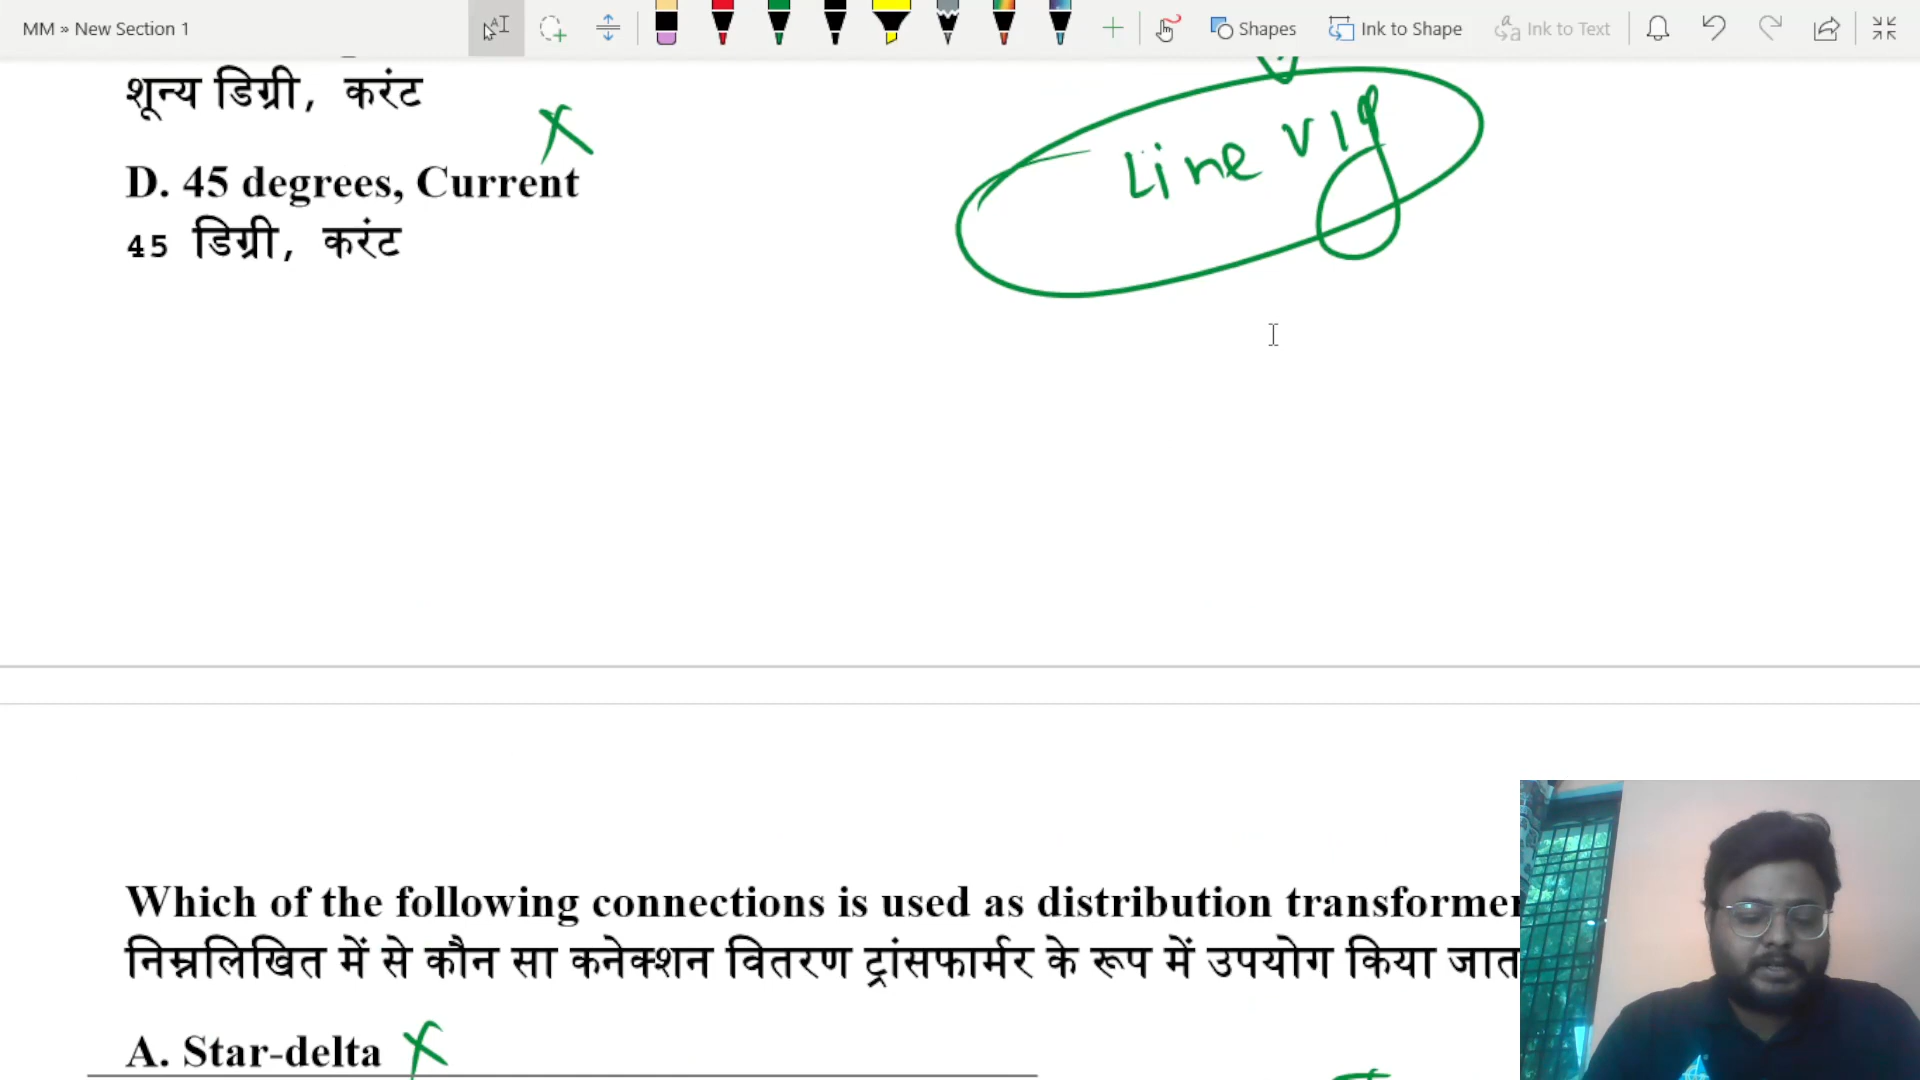 MM » New Section 1
Shapes
Ink to Shape
Ink to Text
शून्य डिग्री, करंट
D. 45 degrees, Current
45 डिग्री, करंट
Line vlg
Which of the following connections is used as distribution transformer
निम्नलिखित में से कौन सा कनेक्शन वितरण ट्रांसफार्मर के रूप में उपयोग किया जात
A. Star-delta